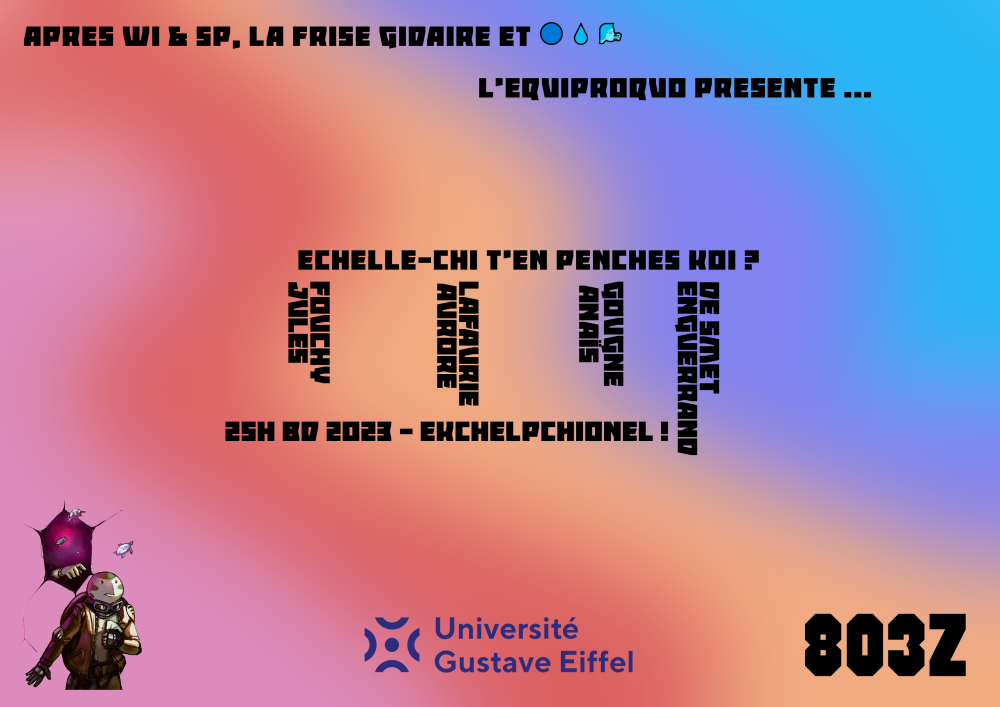 APRES WI & SP, LA FRISE GIDAIRE ET 🔵 💧 🌬
L'EQUIPROQUO PRESENTE ...
ECHELLE-CHI T'EN PENCHES KOI ?
FOUCHY
JULES
LAFAURIE
AURORE
GOUGNE
ANAÏS
DE SMET
ENGUERRAND
25H BD 2023 - EKCHELPCHIONEL !
Université
Gustave Eiffel
803Z